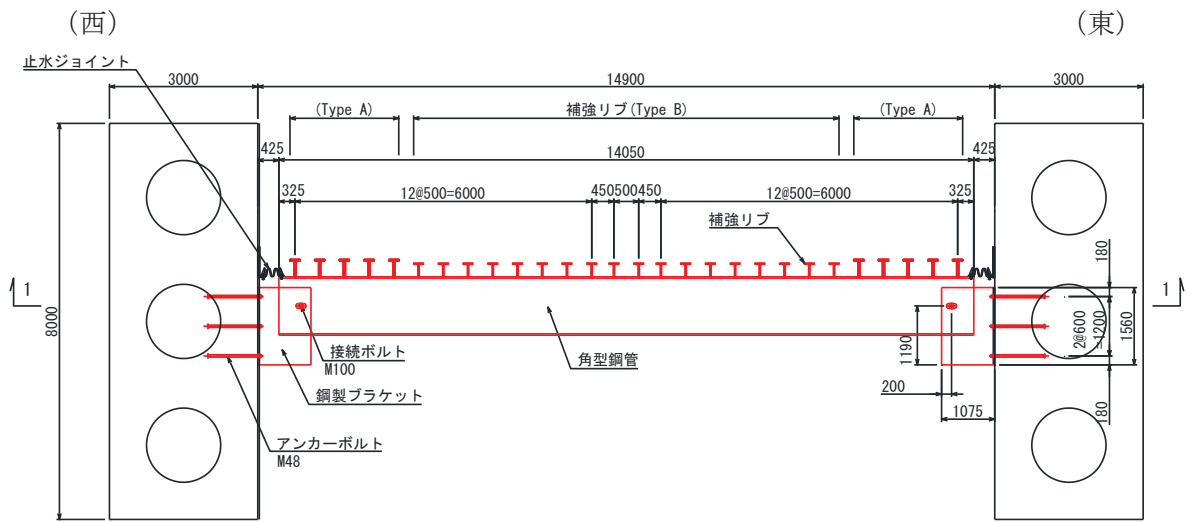 (西)
(東)
止水ジョイント
3000
14900
3000
(Type A)
補強リブ(Type B)
(Type A)
425
14050
425
325
12@500=6000
450500450
12@500=6000
325
補強リブ
180
1
1
8000
2@600
=1200
1560
1190
接続ボルト
M100
角型鋼管
鋼製ブラケット
200
1075
180
アンカーボルト
M48